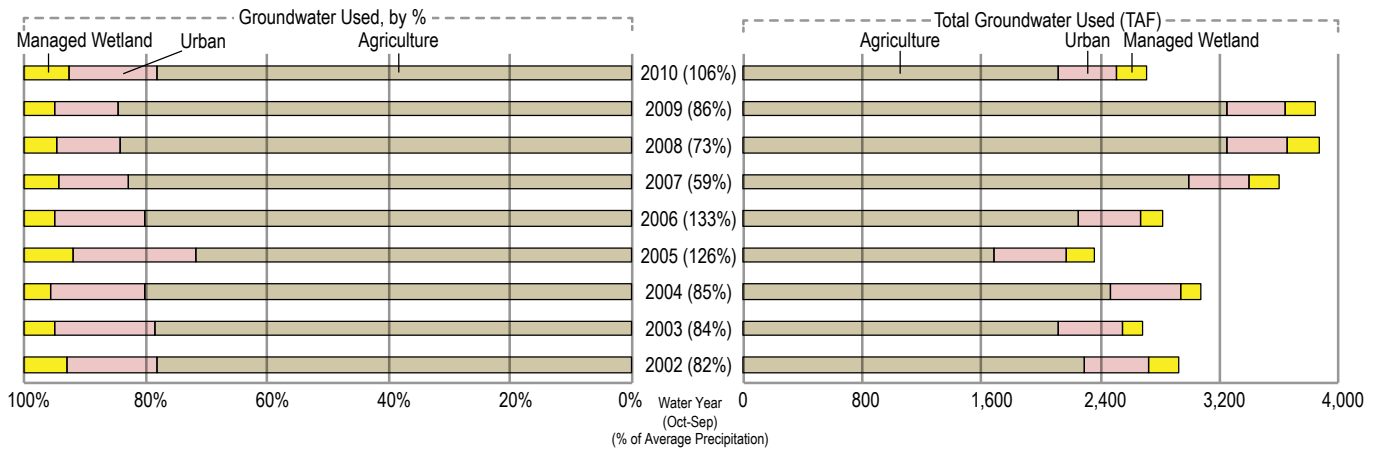 Groundwater Used, by %
Managed Wetland Urban Agriculture
Total Groundwater Used (TAF)
Agriculture Urban Managed Wetland
2010 (106%)
2009 (86%)
2008 (73%)
2007 (59%)
2006 (133%)
2005 (126%)
2004 (85%)
2003 (84%)
2002 (82%)
100% 80% 60% 40% 20% 0%
Water Year
(Oct-Sep)
(% of Average Precipitation)
0 800 1,600 2,400 3,200 4,000